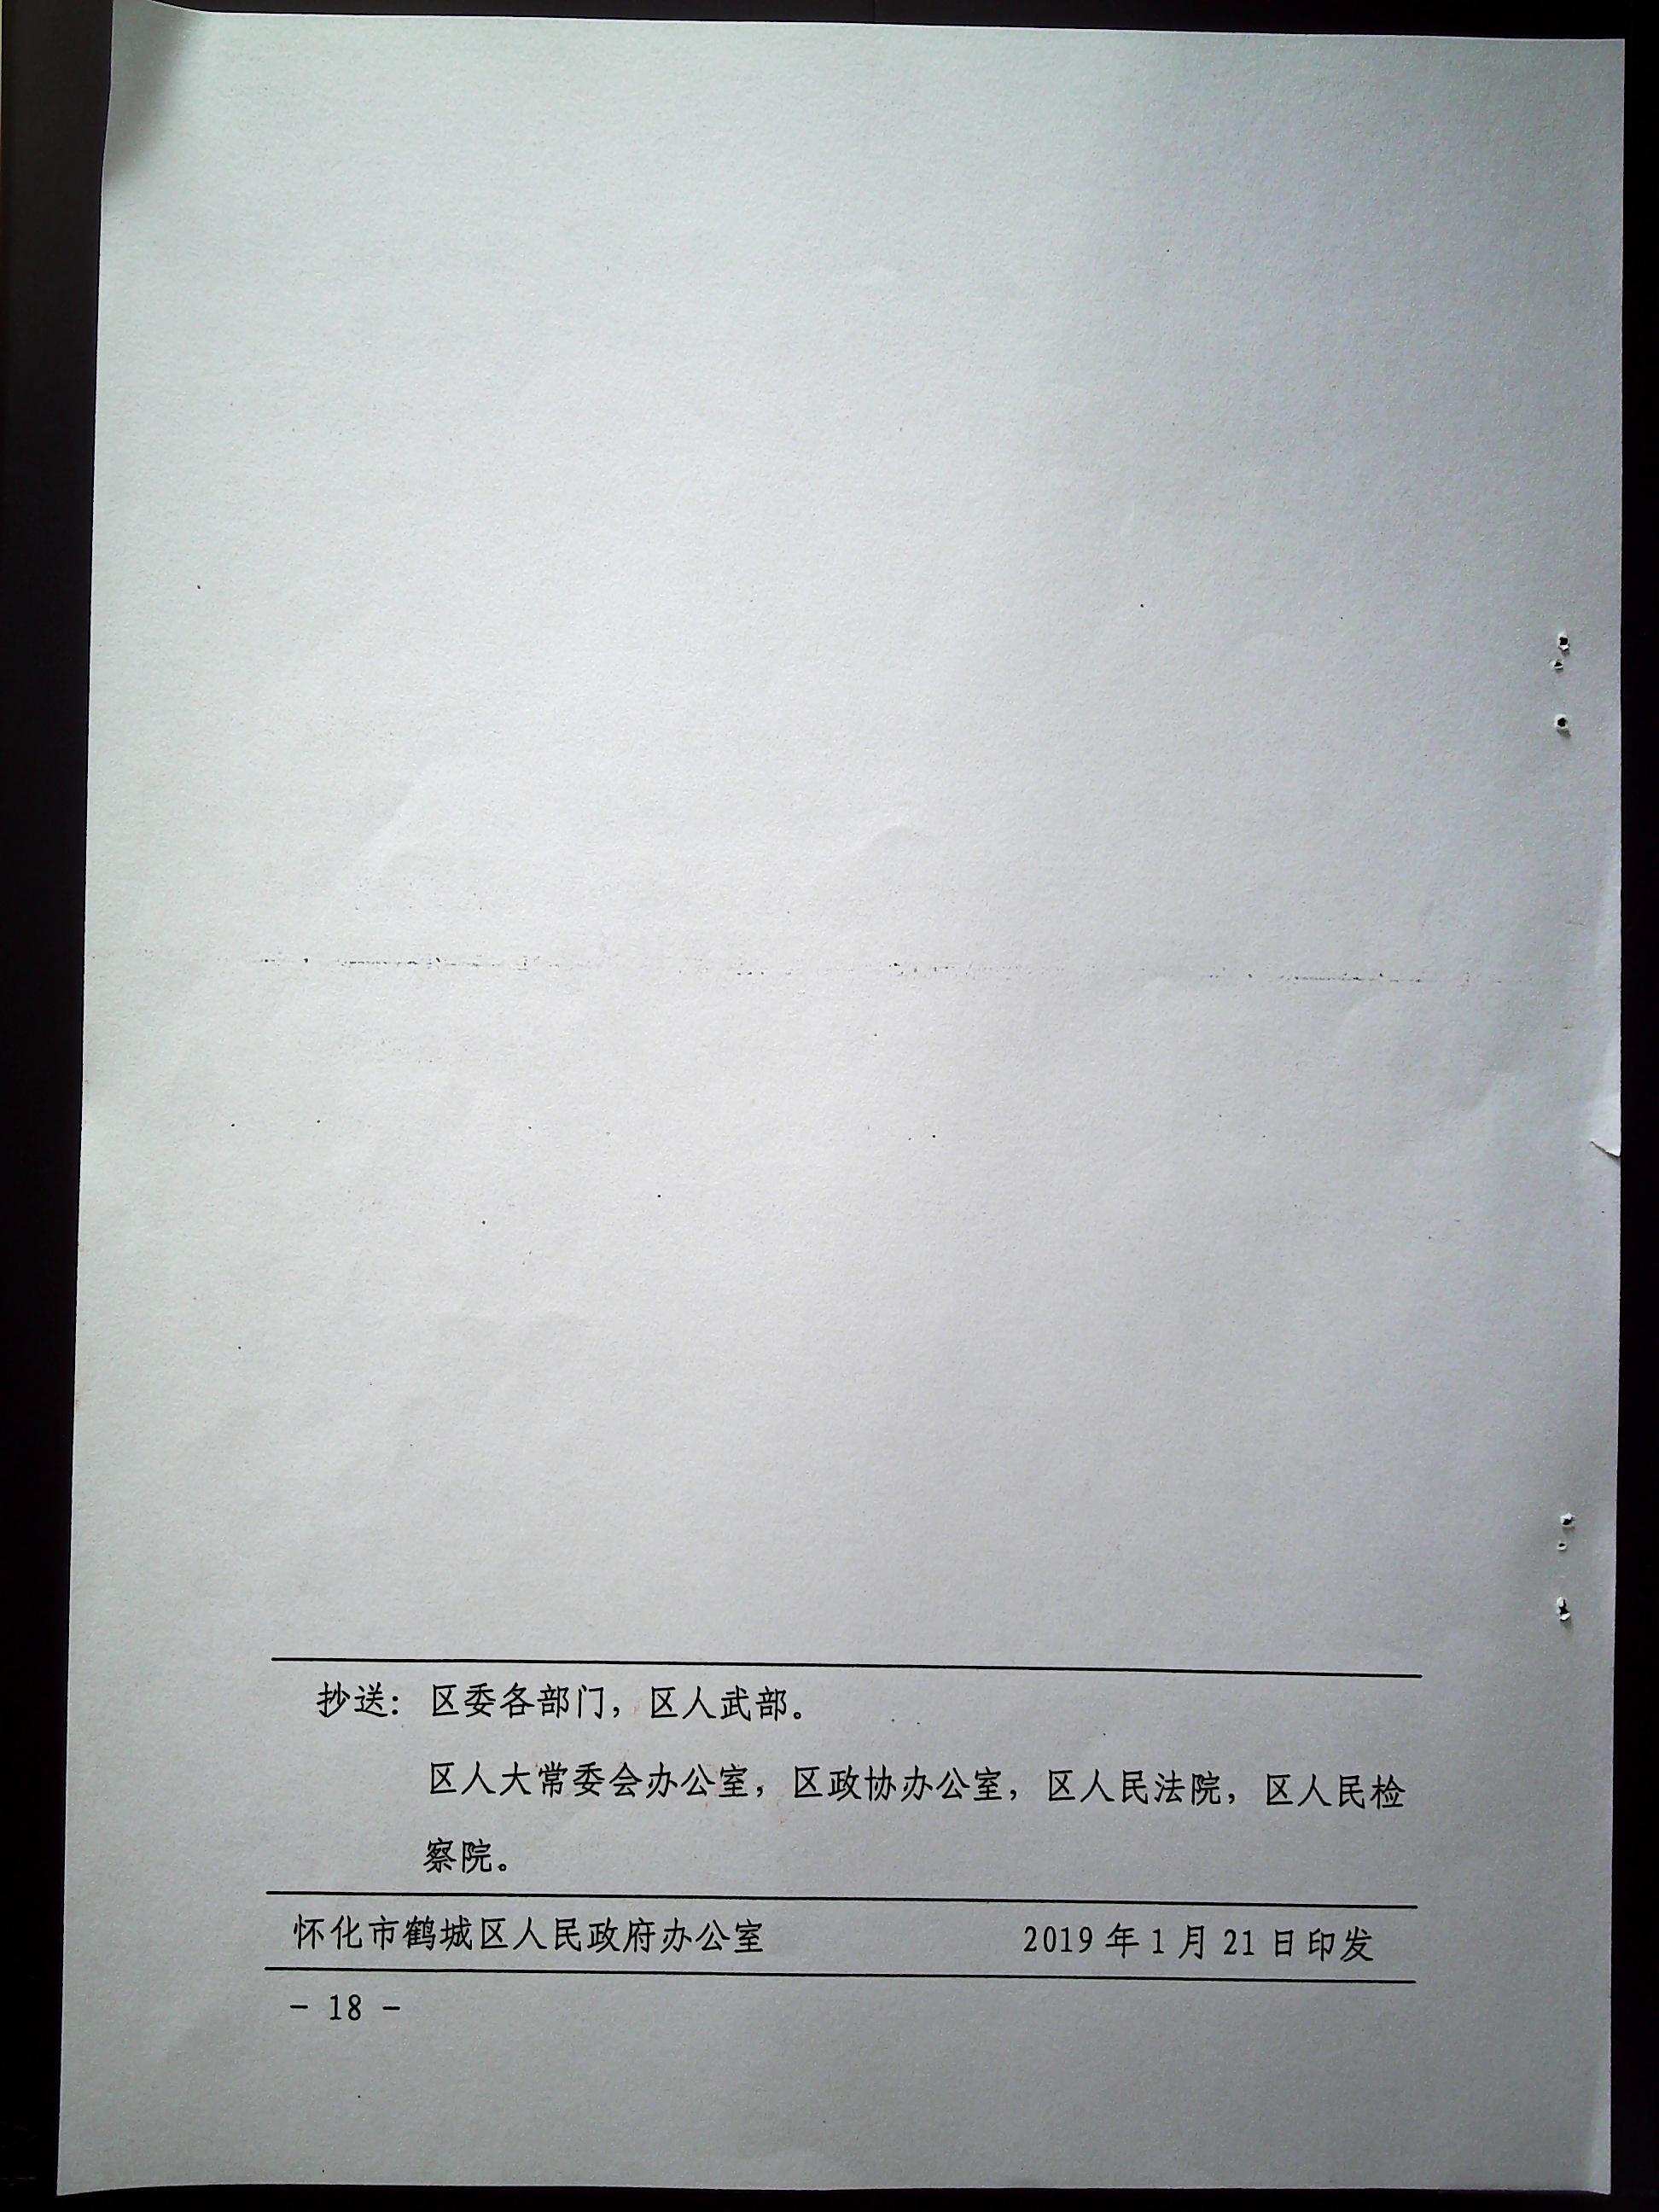 抄送：区委各部门，区人武部。
区人大常委会办公室，区政协办公室，区人民法院，区人民检
察院。
怀化市鹤城区人民政府办公室 2019年1月21日印发
- 18 -